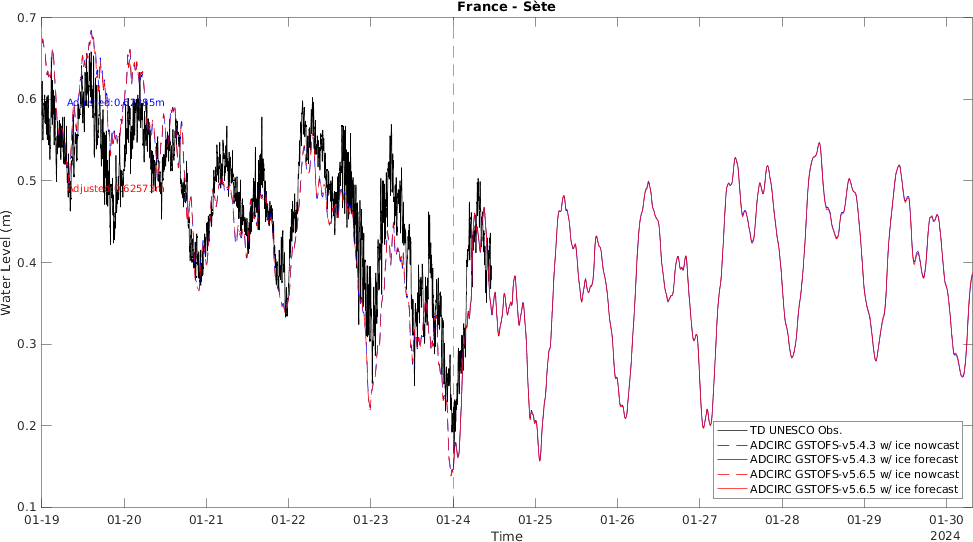 France - Sète
0.7
0.6
0.5
0.4
0.3
0.2
0.1
Water Level (m)
TD UNESCO Obs.
ADCIRC GSTOFS-v5.4.3 w/ ice nowcast
ADCIRC GSTOFS-v5.4.3 w/ ice forecast
ADCIRC GSTOFS-v5.6.5 w/ ice nowcast
ADCIRC GSTOFS-v5.6.5 w/ ice forecast
01-19 01-20 01-21 01-22 01-23 01-24 01-25 01-26 01-27 01-28 01-29 01-30
Time
2024